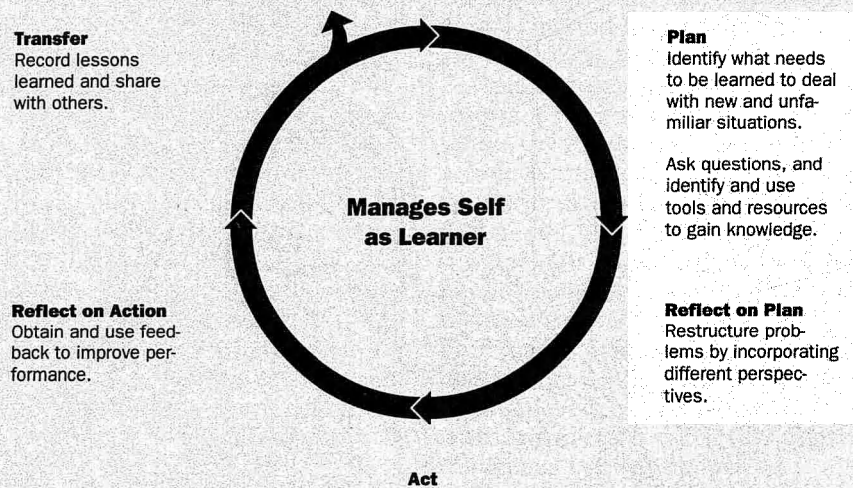 Transfer
Record lessons
learned and share
with others.
Plan
Identify what needs
to be learned to deal
with new and unfa-
miliar situations.
Ask questions, and
identify and use
tools and resources
to gain knowledge.
Manages Self
as Learner
Reflect on Action
Obtain and use feed-
back to improve per-
formance.
Reflect on Plan
Restructure prob-
lems by incorporating
different perspec-
tives.
Act